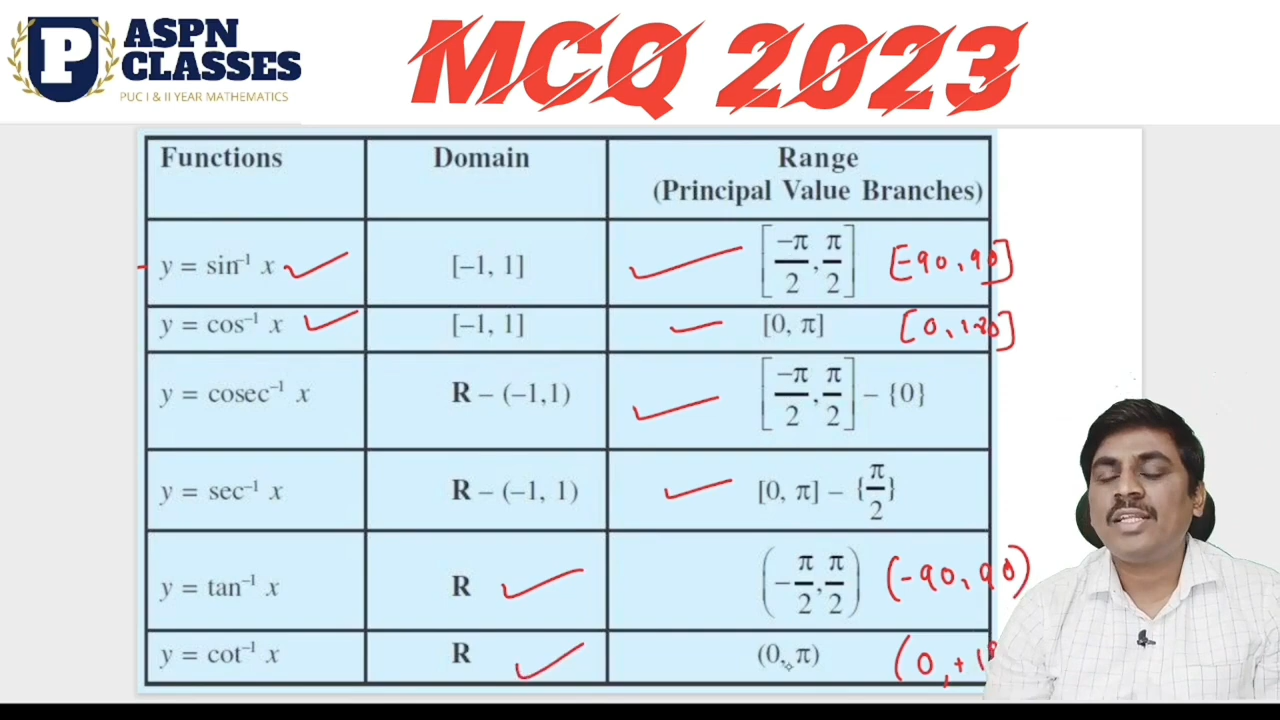 P
ASPN
CLASSES
PUC I & II YEAR MATHEMATICS
MCQ 2023
Functions Domain Range
(Principal Value Branches)
y = sin⁻¹ x [–1, 1] [–π/2, π/2] [-90, 90]
y = cos⁻¹ x [–1, 1] [0, π] [0, 180]
y = cosec⁻¹ x R – (–1,1) [–π/2, π/2] – {0}
y = sec⁻¹ x R – (–1, 1) [0, π] – {π/2}
y = tan⁻¹ x R (–π/2, π/2) (-90, 90)
y = cot⁻¹ x R (0, π) (0, +1